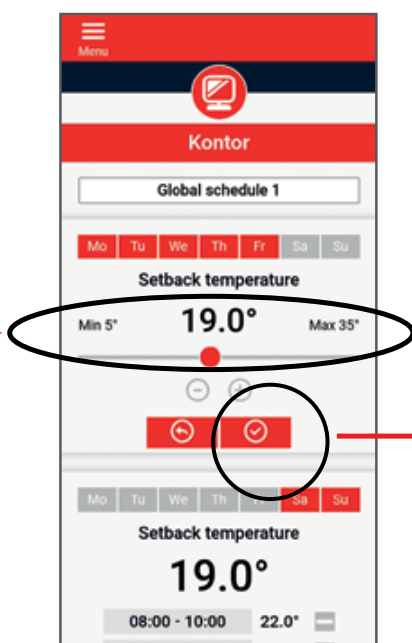 Menu
Kontor
Global schedule 1
Mo Tu We Th Fr Sa Su
Setback temperature
Min 5° 19.0° Max 35°
Mo Tu We Th Fr Sa Su
Setback temperature
19.0°
08:00 - 10:00 22.0°